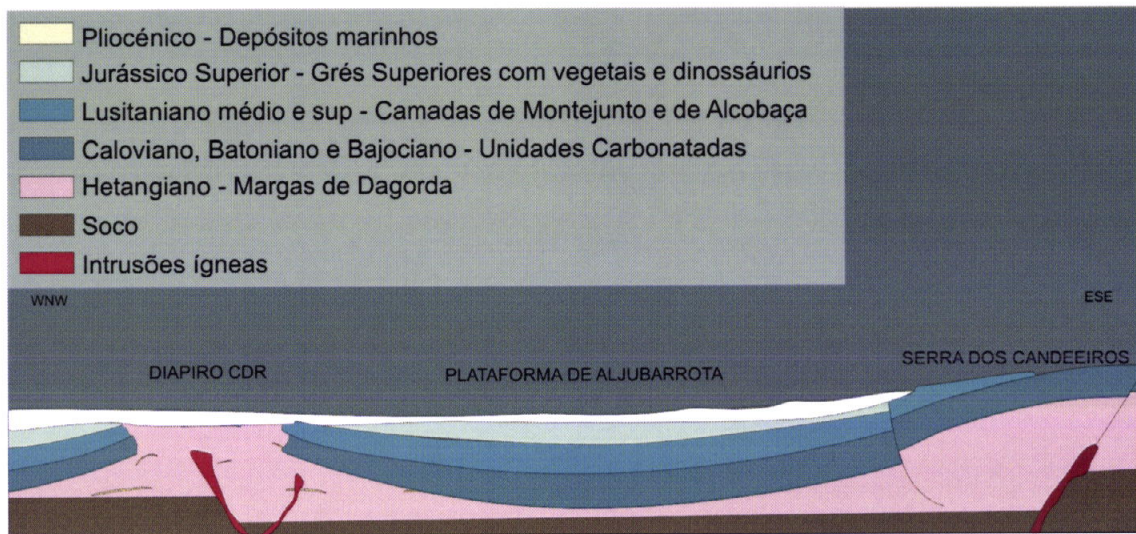 Pliocénico - Depósitos marinhos
Jurássico Superior - Grés Superiores com vegetais e dinossáurios
Lusitaniano médio e sup - Camadas de Montejunto e de Alcobaça
Caloviano, Batoniano e Bajociano - Unidades Carbonatadas
Hetangiano - Margas de Dagorda
Soco
Intrusões ígneas
WNW
ESE
DIAPIRO CDR
PLATAFORMA DE ALJUBARROTA
SERRA DOS CANDEEIROS